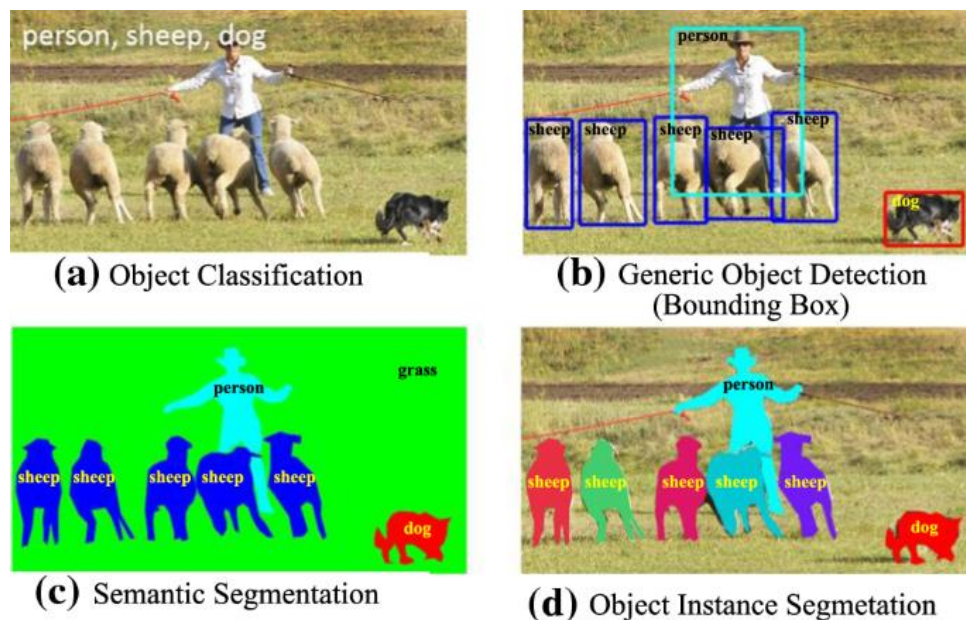 person, sheep, dog
(a) Object Classification
person
sheep
sheep
sheep
sheep
sheep
dog
(b) Generic Object Detection
(Bounding Box)
person
grass
sheep
sheep
sheep
sheep
sheep
dog
(c) Semantic Segmentation
person
sheep
sheep
sheep
sheep
sheep
dog
(d) Object Instance Segmetation